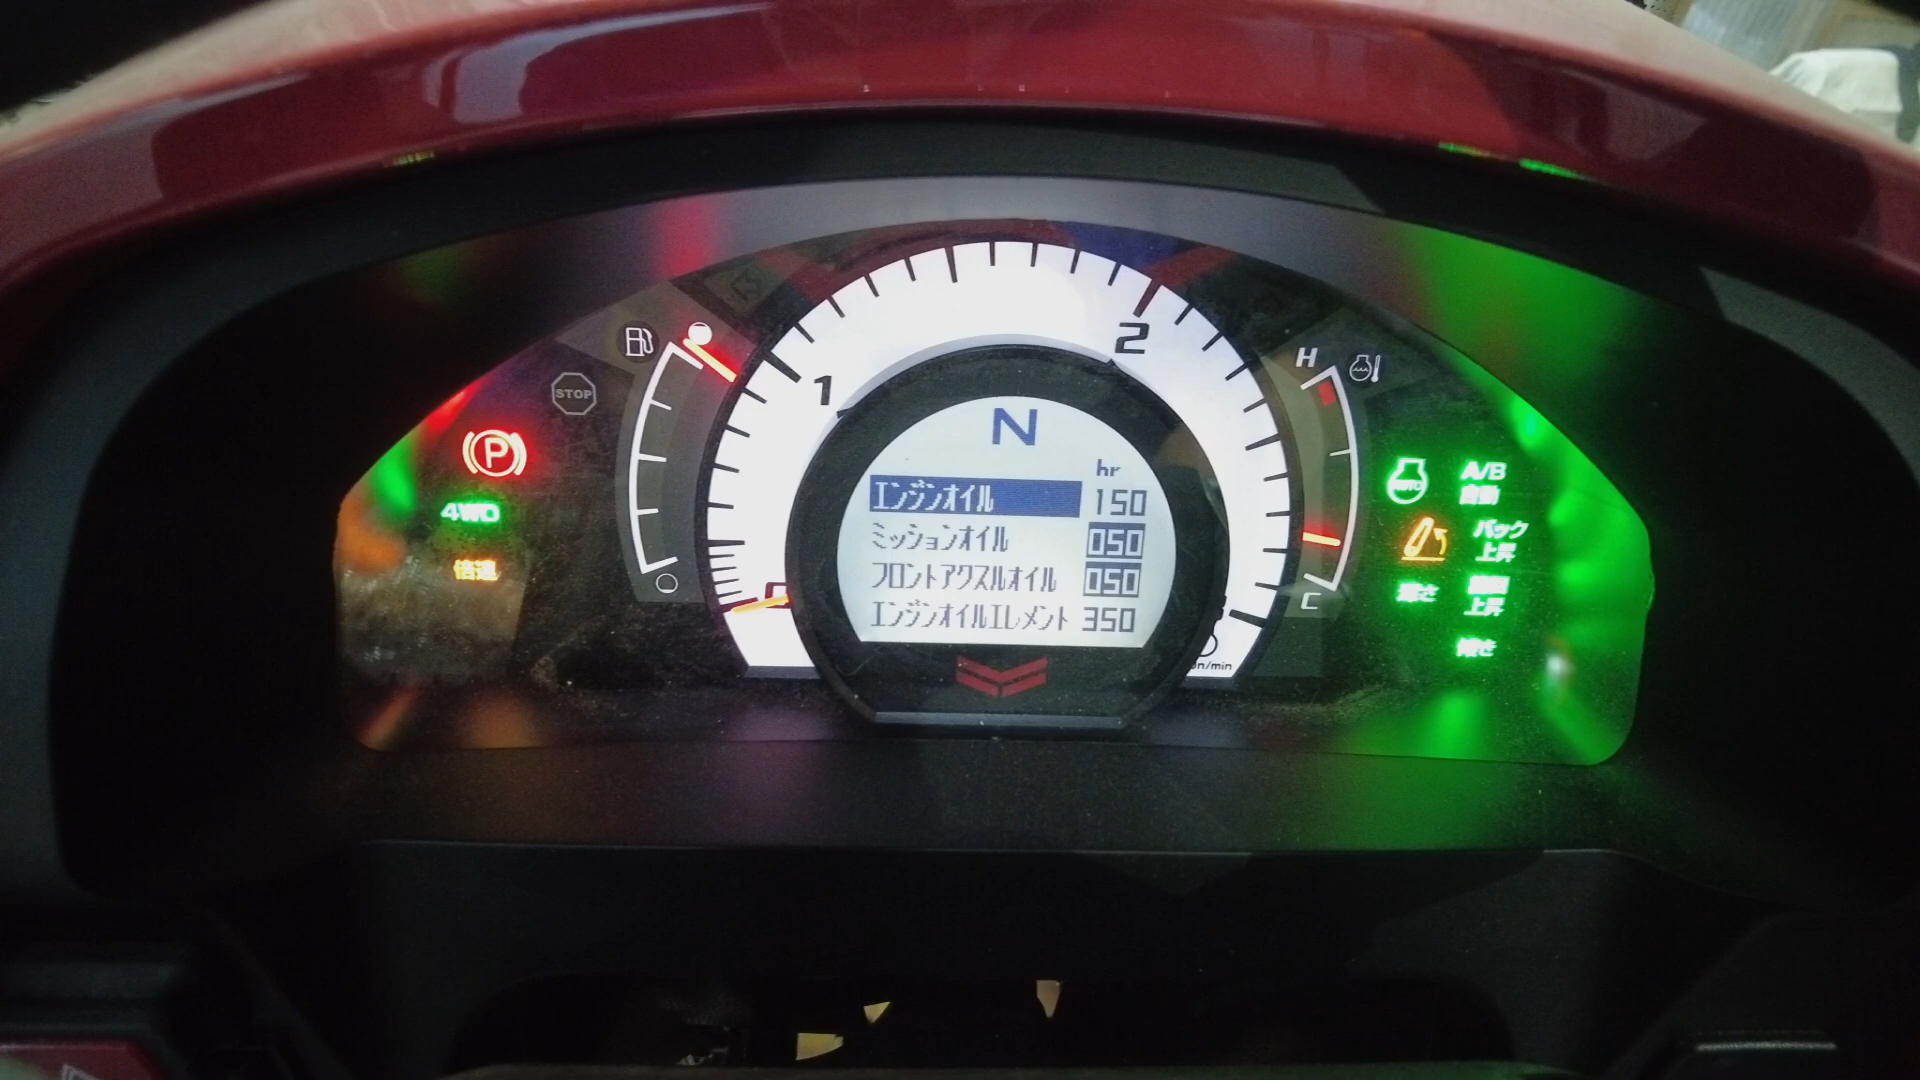 STOP
P
4WD
倍速
1
2
0
N
hr
エンジンオイル 150
ミッションオイル 050
フロントアクスルオイル 050
エンジンオイルエレメント 350
H
C
AUTO
A/B
自動
バック
上昇
深さ
上昇
傾き